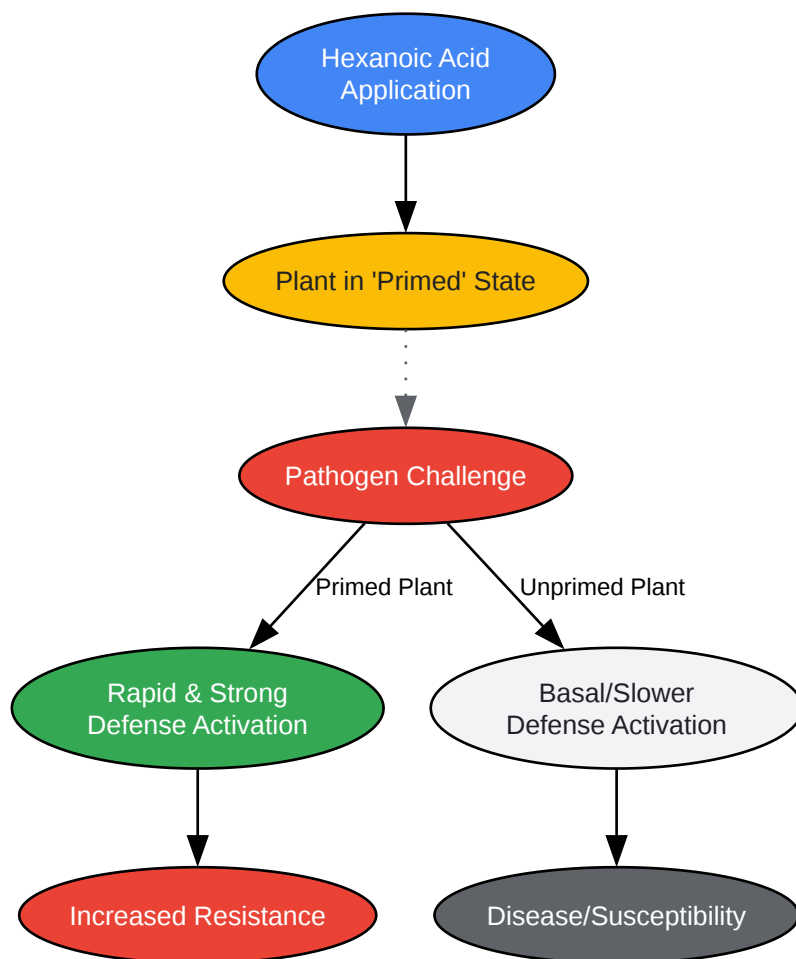 Hexanoic Acid
Application
Plant in 'Primed' State
Pathogen Challenge
Primed Plant
Unprimed Plant
Rapid & Strong
Defense Activation
Basal/Slower
Defense Activation
Increased Resistance
Disease/Susceptibility